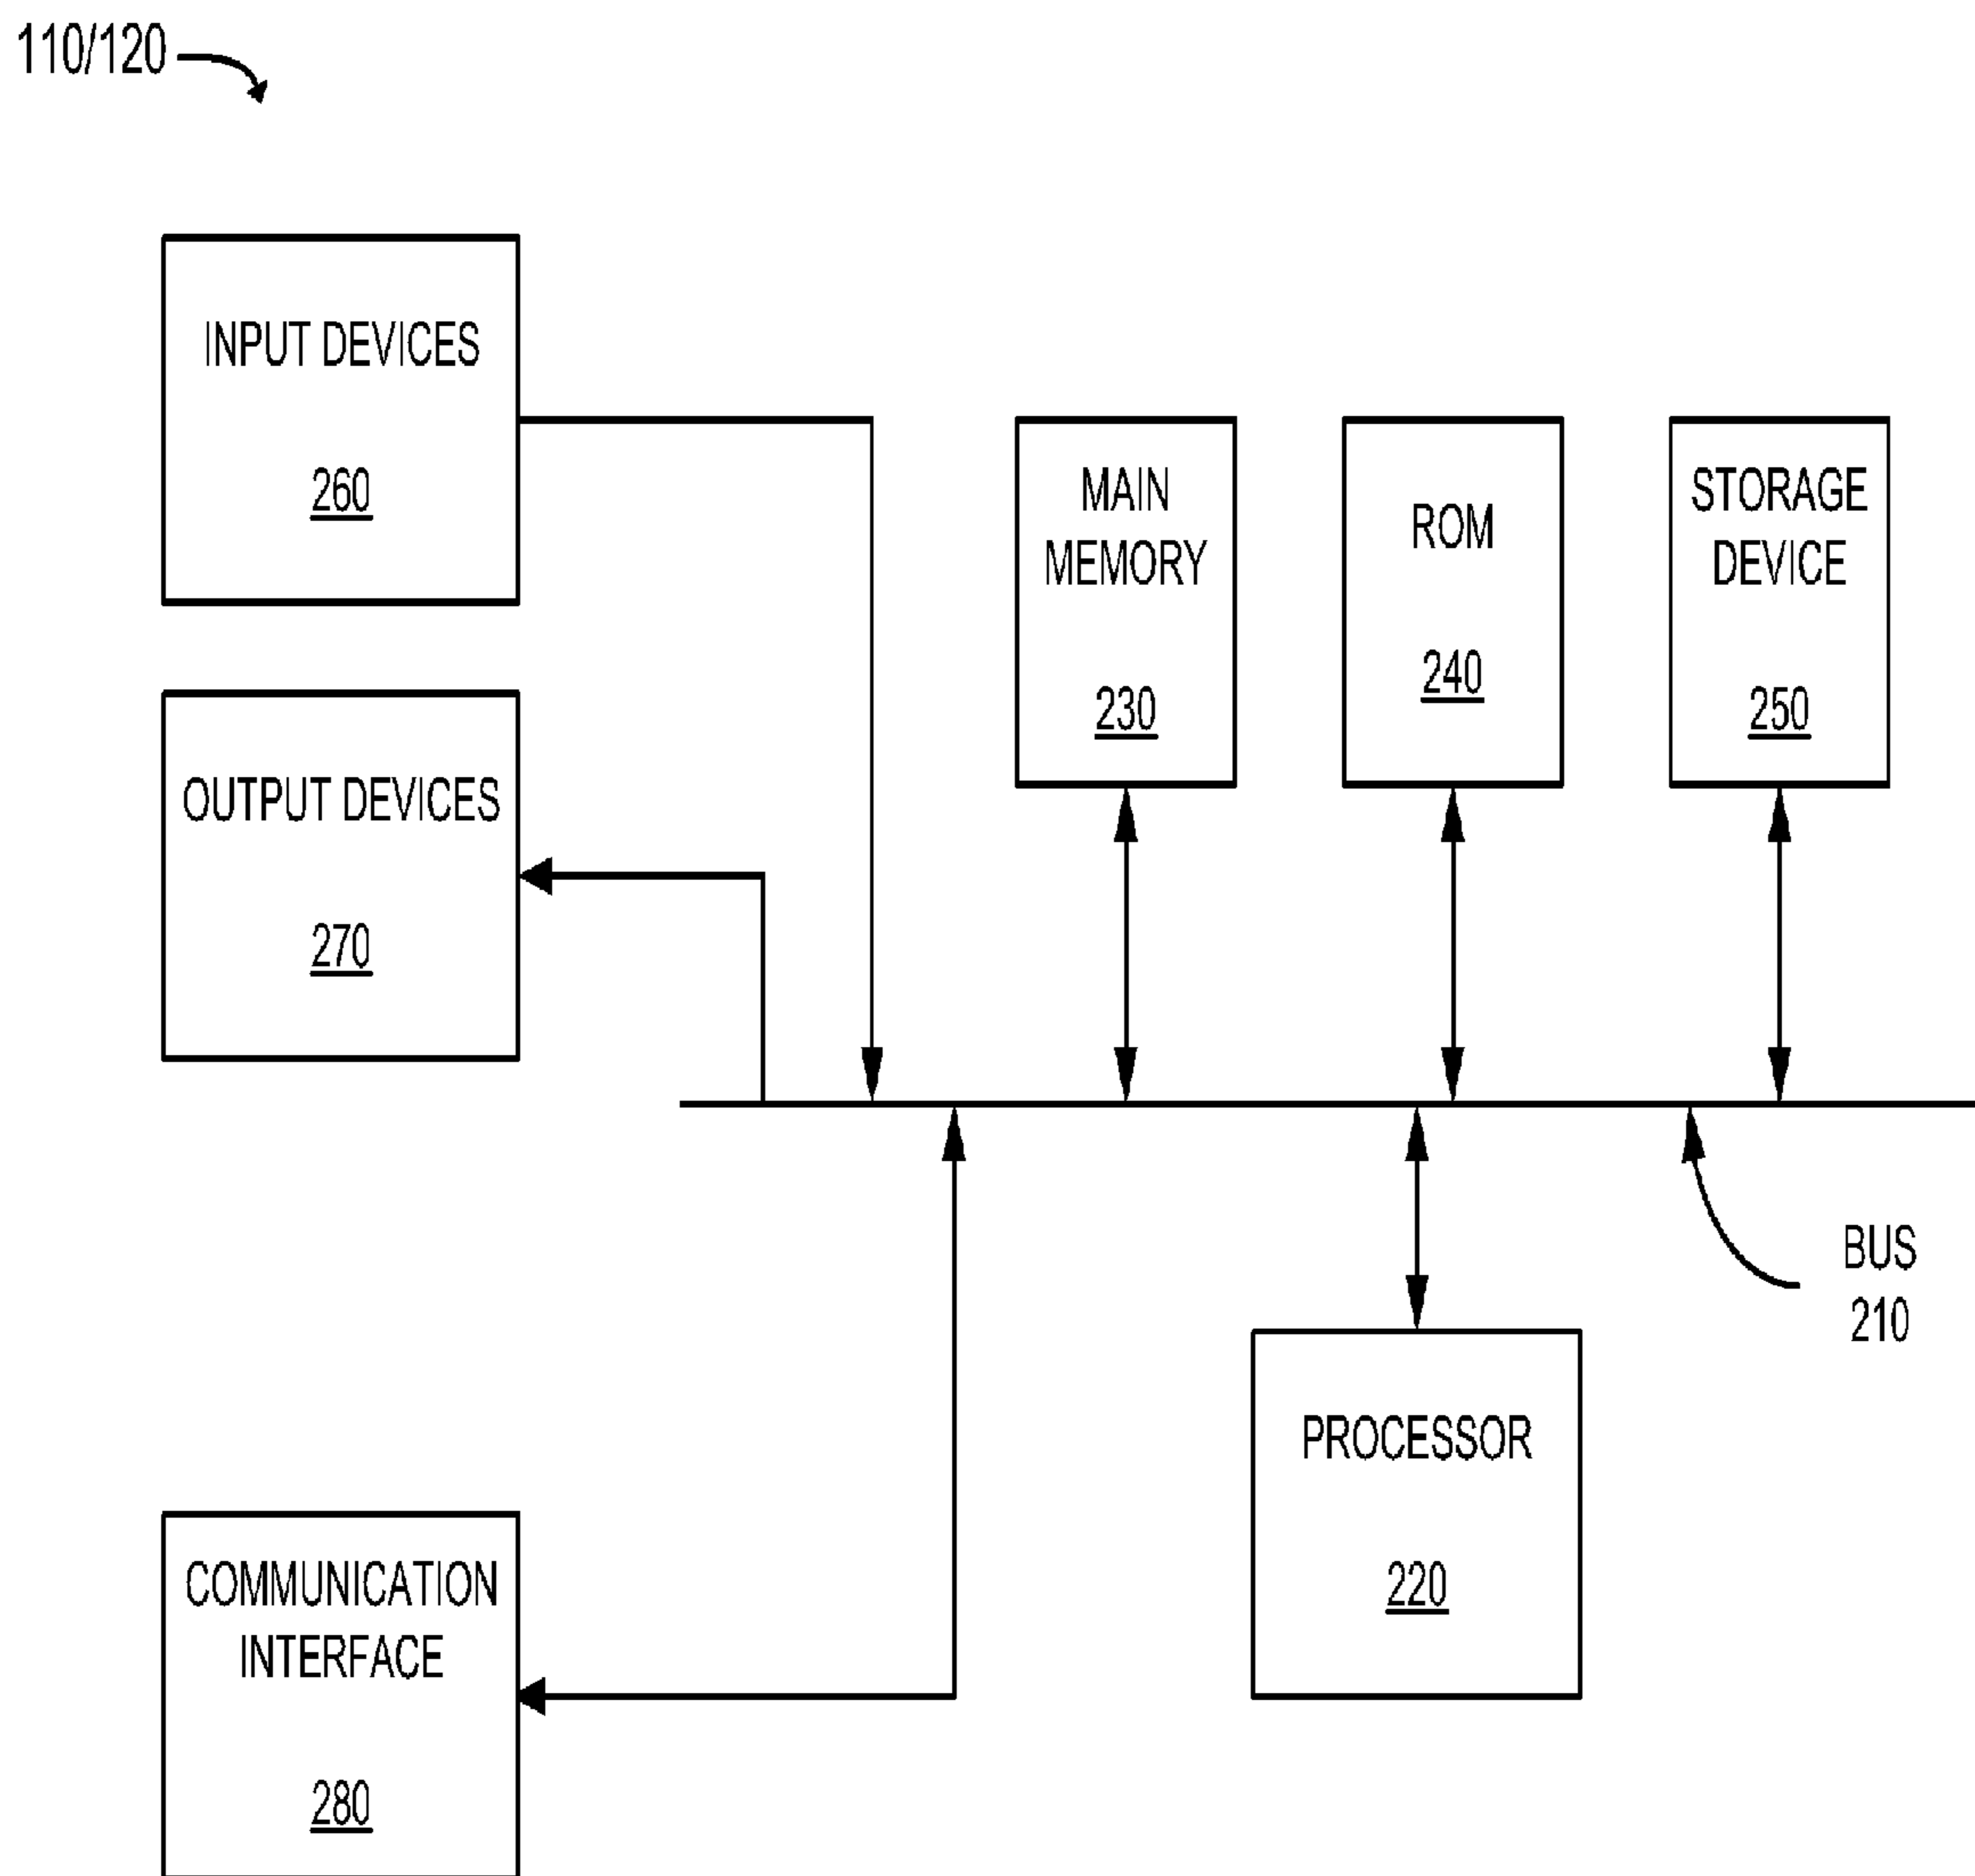 110/120
INPUT DEVICES
260
MAIN
MEMORY
230
ROM
240
STORAGE
DEVICE
250
OUTPUT DEVICES
270
BUS
210
PROCESSOR
220
COMMUNICATION
INTERFACE
280